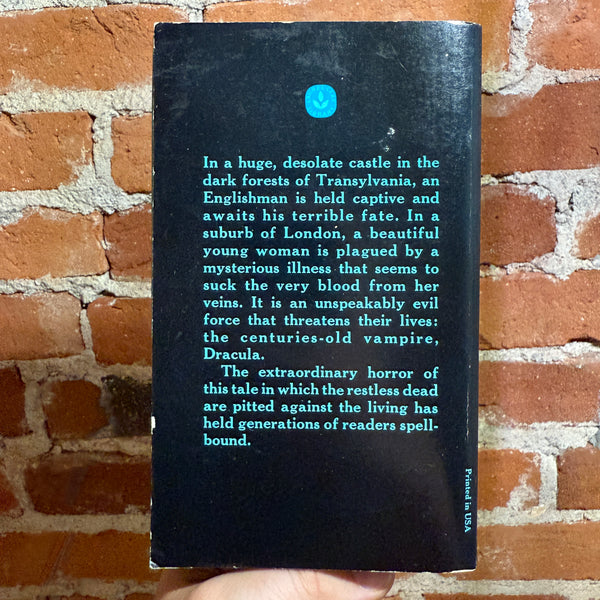 In a huge, desolate castle in the
dark forests of Transylvania, an
Englishman is held captive and
awaits his terrible fate. In a
suburb of London, a beautiful
young woman is plagued by a
mysterious illness that seems to
suck the very blood from her
veins. It is an unspeakably evil
force that threatens their lives:
the centuries-old vampire,
Dracula.
The extraordinary horror of
this tale in which the restless dead
are pitted against the living has
held generations of readers spell-
bound.
Printed in USA